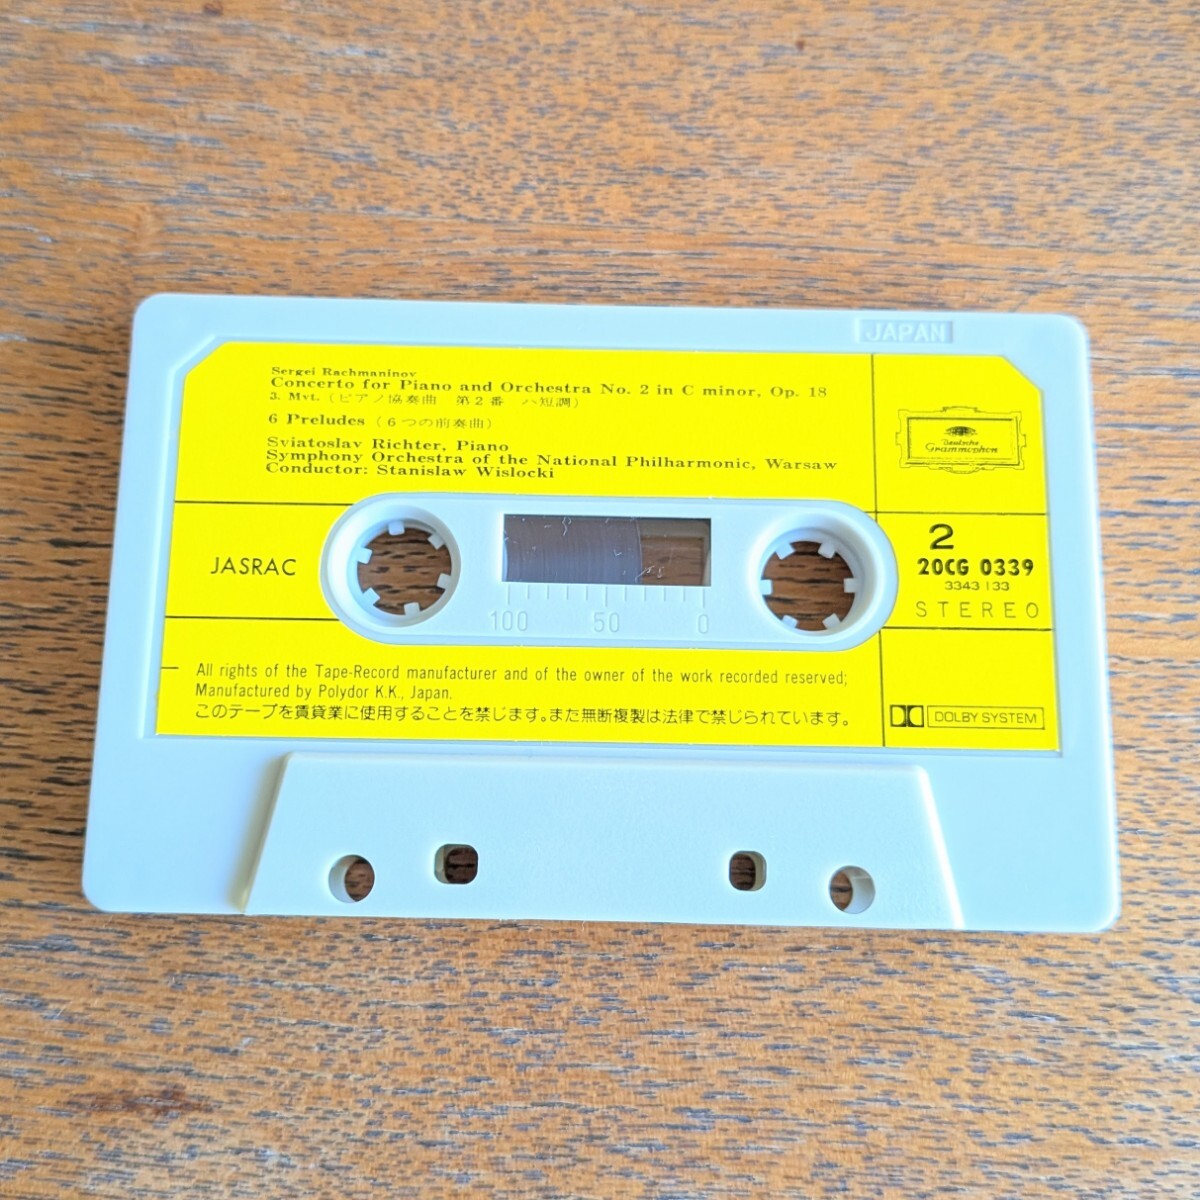 JAPAN
Sergei Rachmaninov
Concerto for Piano and Orchestra No. 2 in C minor, Op. 18
3. Mvt. (ピアノ協奏曲 第2番 ハ短調)
6 Preludes (6つの前奏曲)
Sviatoslav Richter, Piano
Symphony Orchestra of the National Philharmonic, Warsaw
Conductor: Stanislaw Wislocki
Deutsche
Grammophon
JASRAC
100 50 0
2
20CG 0339
3343 133
STEREO
All rights of the Tape-Record manufacturer and of the owner of the work recorded reserved;
Manufactured by Polydor K.K., Japan.
このテープを賃貸業に使用することを禁じます。また無断複製は法律で禁じられています。
DOLBY SYSTEM